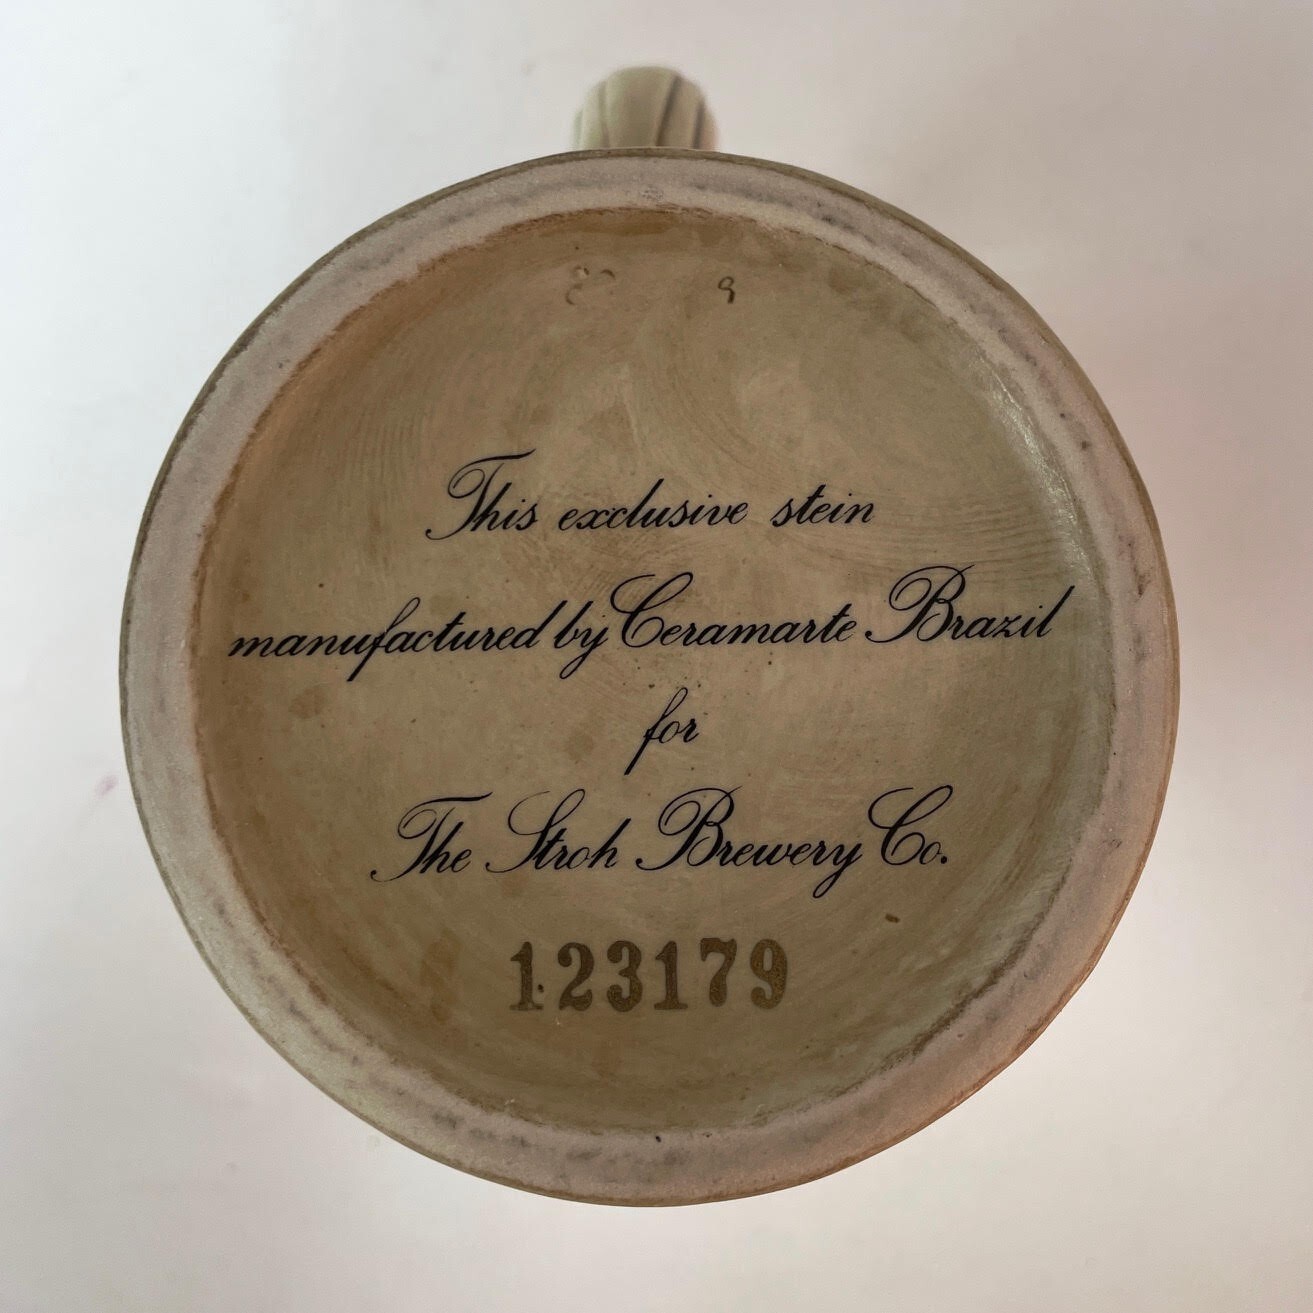 This exclusive stein
manufactured by Ceramarte Brazil
for
The Stroh Brewery Co.
123179